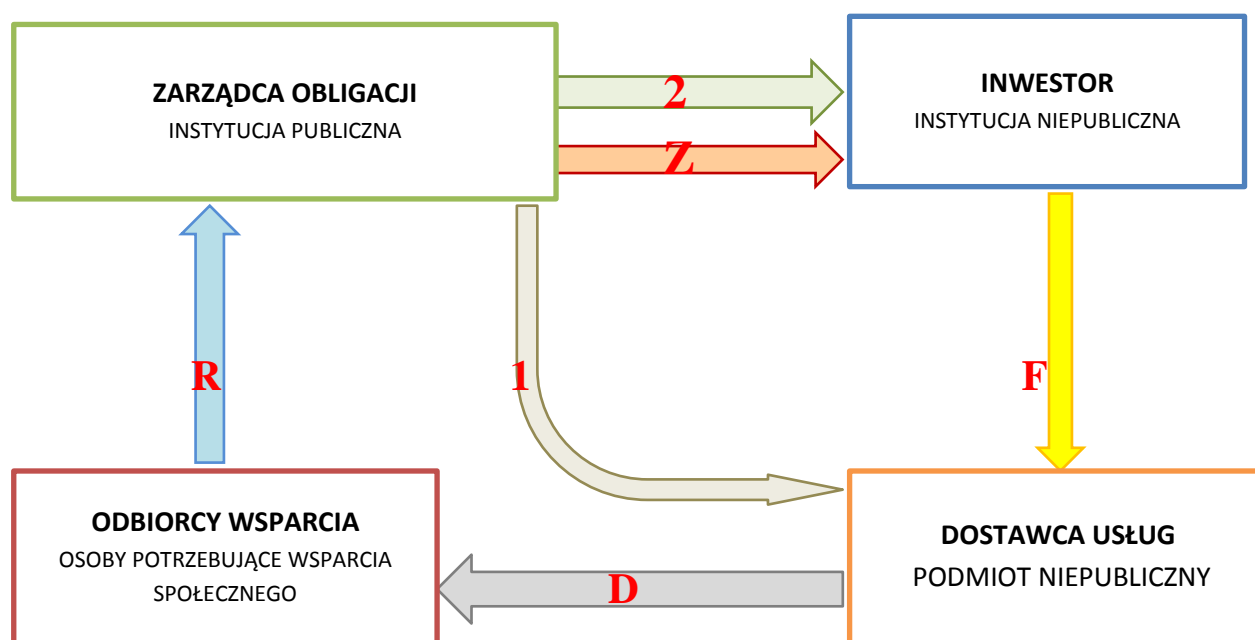 ZARZĄDCA OBLIGACJI
INSTYTUCJA PUBLICZNA
2
Z
INWESTOR
INSTYTUCJA NIEPUBLICZNA
R
1
F
ODBIORCY WSPARCIA
OSOBY POTRZEBUJĄCE WSPARCIA
SPOŁECZNEGO
D
DOSTAWCA USŁUG
PODMIOT NIEPUBLICZNY